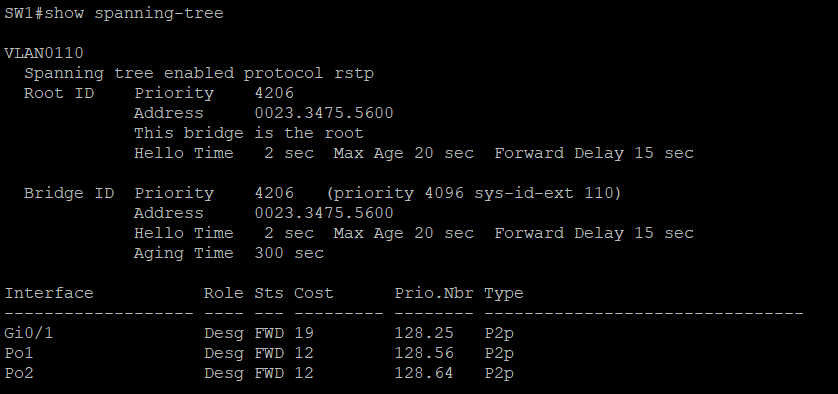 SW1#show spanning-tree
VLAN0110
Spanning tree enabled protocol rstp
Root ID Priority 4206
Address 0023.3475.5600
This bridge is the root
Hello Time 2 sec Max Age 20 sec Forward Delay 15 sec
Bridge ID Priority 4206 (priority 4096 sys-id-ext 110)
Address 0023.3475.5600
Hello Time 2 sec Max Age 20 sec Forward Delay 15 sec
Aging Time 300 sec
Interface Role Sts Cost Prio.Nbr Type
------------------- ---- --- --------- -------- --------------------------------
Gi0/1 Desg FWD 19 128.25 P2p
Po1 Desg FWD 12 128.56 P2p
Po2 Desg FWD 12 128.64 P2p